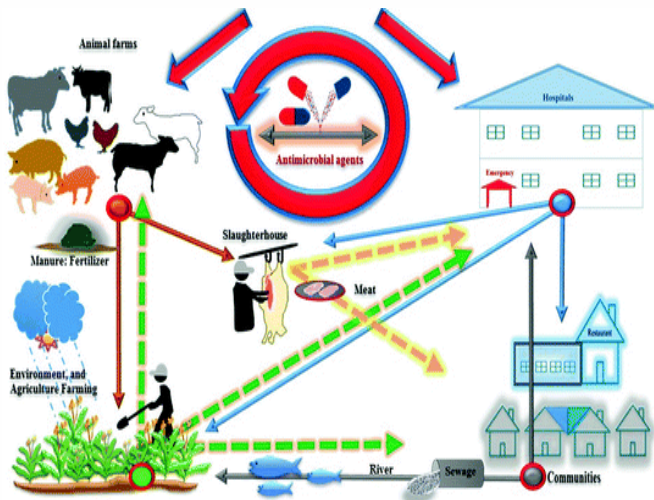 Animal farms
Hospitals
Antimicrobial agents
Emergency
Slaughterhouse
Manure: Fertilizer
Meat
Restaurant
Environment, and
Agriculture Farming
River
Sewage
Communities